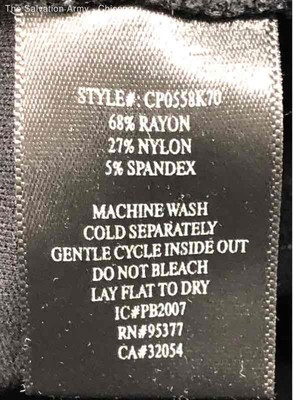 The Salvation Army - Chicago
STYLE#: CP0558K70
68% RAYON
27% NYLON
5% SPANDEX
MACHINE WASH
COLD SEPARATELY
GENTLE CYCLE INSIDE OUT
DO NOT BLEACH
LAY FLAT TO DRY
IC#PB2007
RN#95377
CA#32054